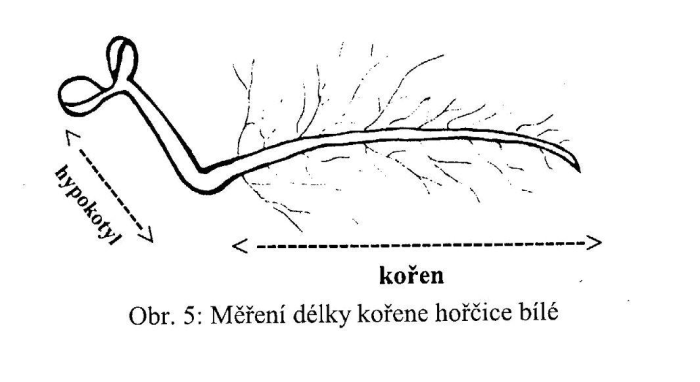 hypokotyl
kořen
Obr. 5: Měření délky kořene hořčice bílé